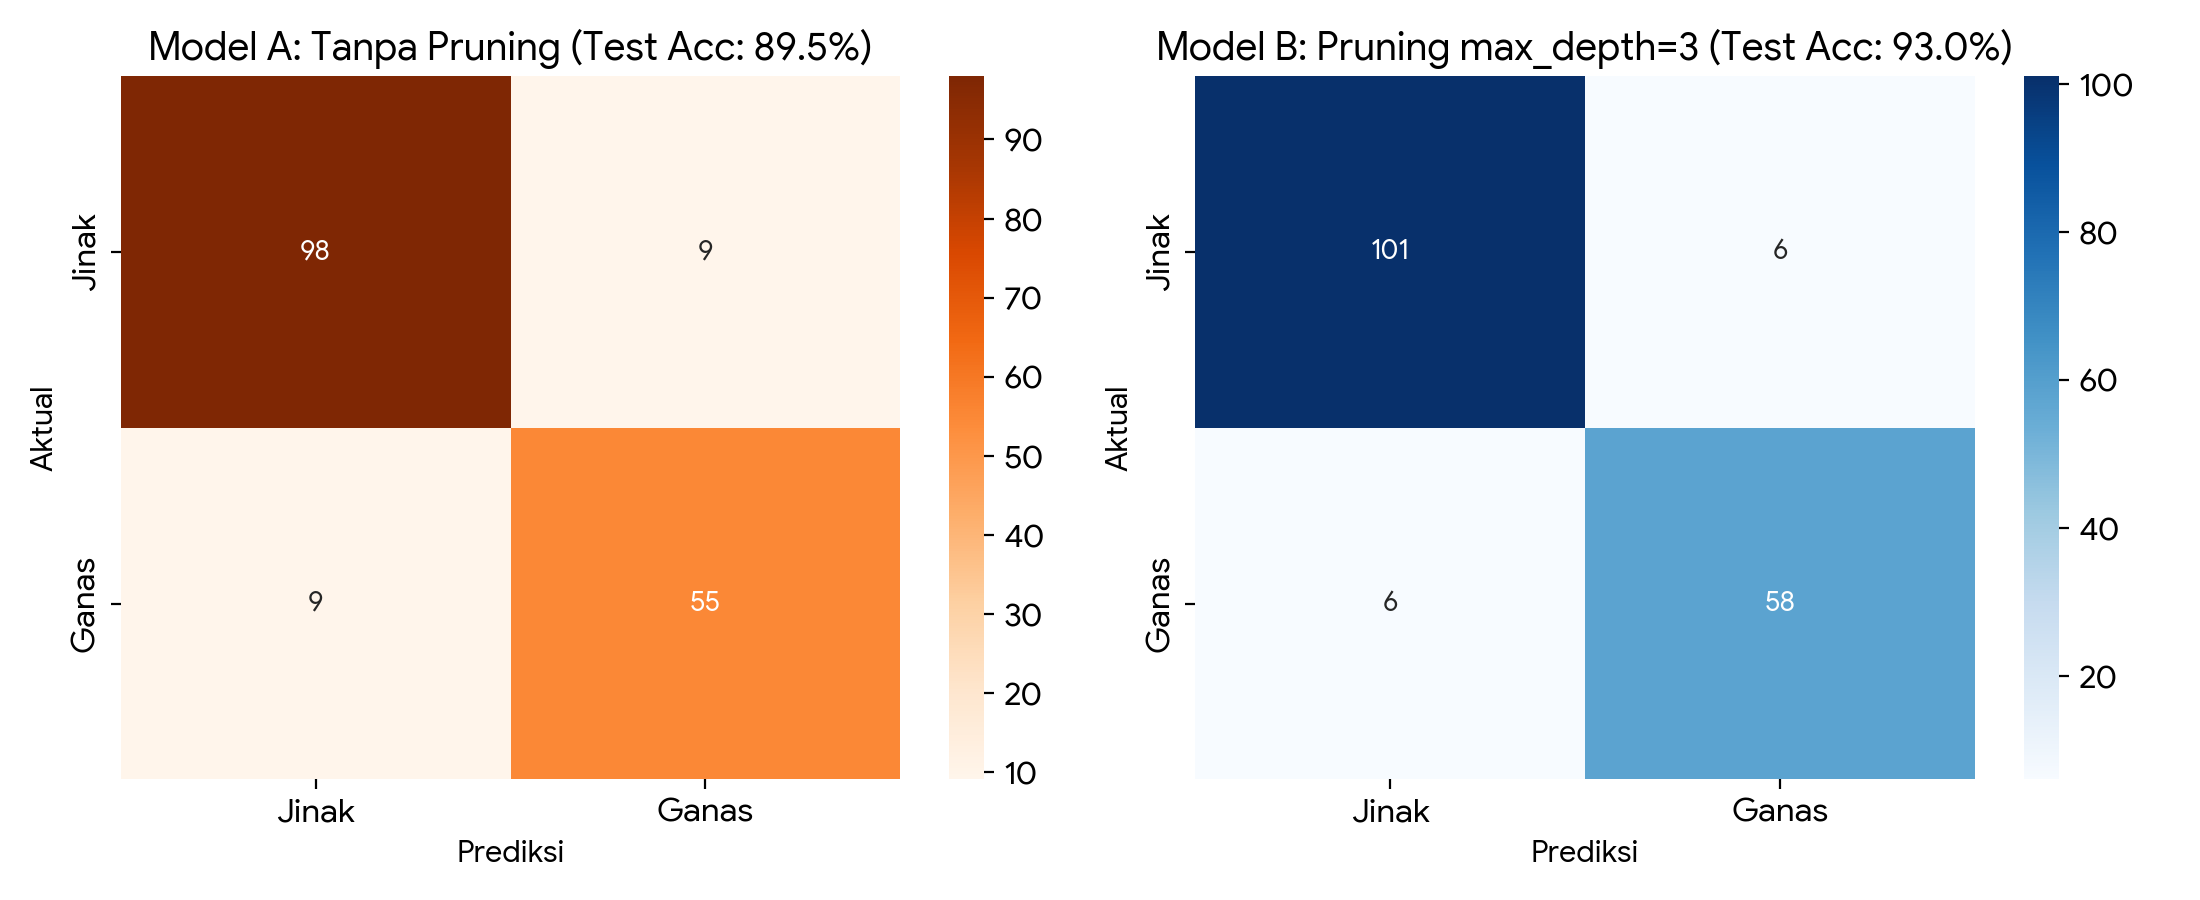 Model A: Tanpa Pruning (Test Acc: 89.5%)
98
9
9
55
Jinak
Ganas
Aktual
Jinak
Ganas
Prediksi
90
80
70
60
50
40
30
20
10
Model B: Pruning max_depth=3 (Test Acc: 93.0%)
101
6
6
58
Jinak
Ganas
Aktual
Jinak
Ganas
Prediksi
100
80
60
40
20